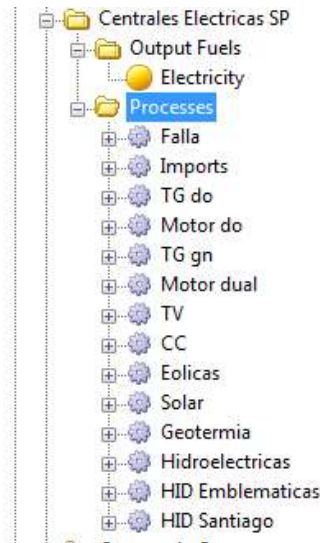 Centrales Electricas SP
Output Fuels
Electricity
Processes
Falla
Imports
TG do
Motor do
TG gn
Motor dual
TV
CC
Eolicas
Solar
Geotermia
Hidroelectricas
HID Emblematicas
HID Santiago